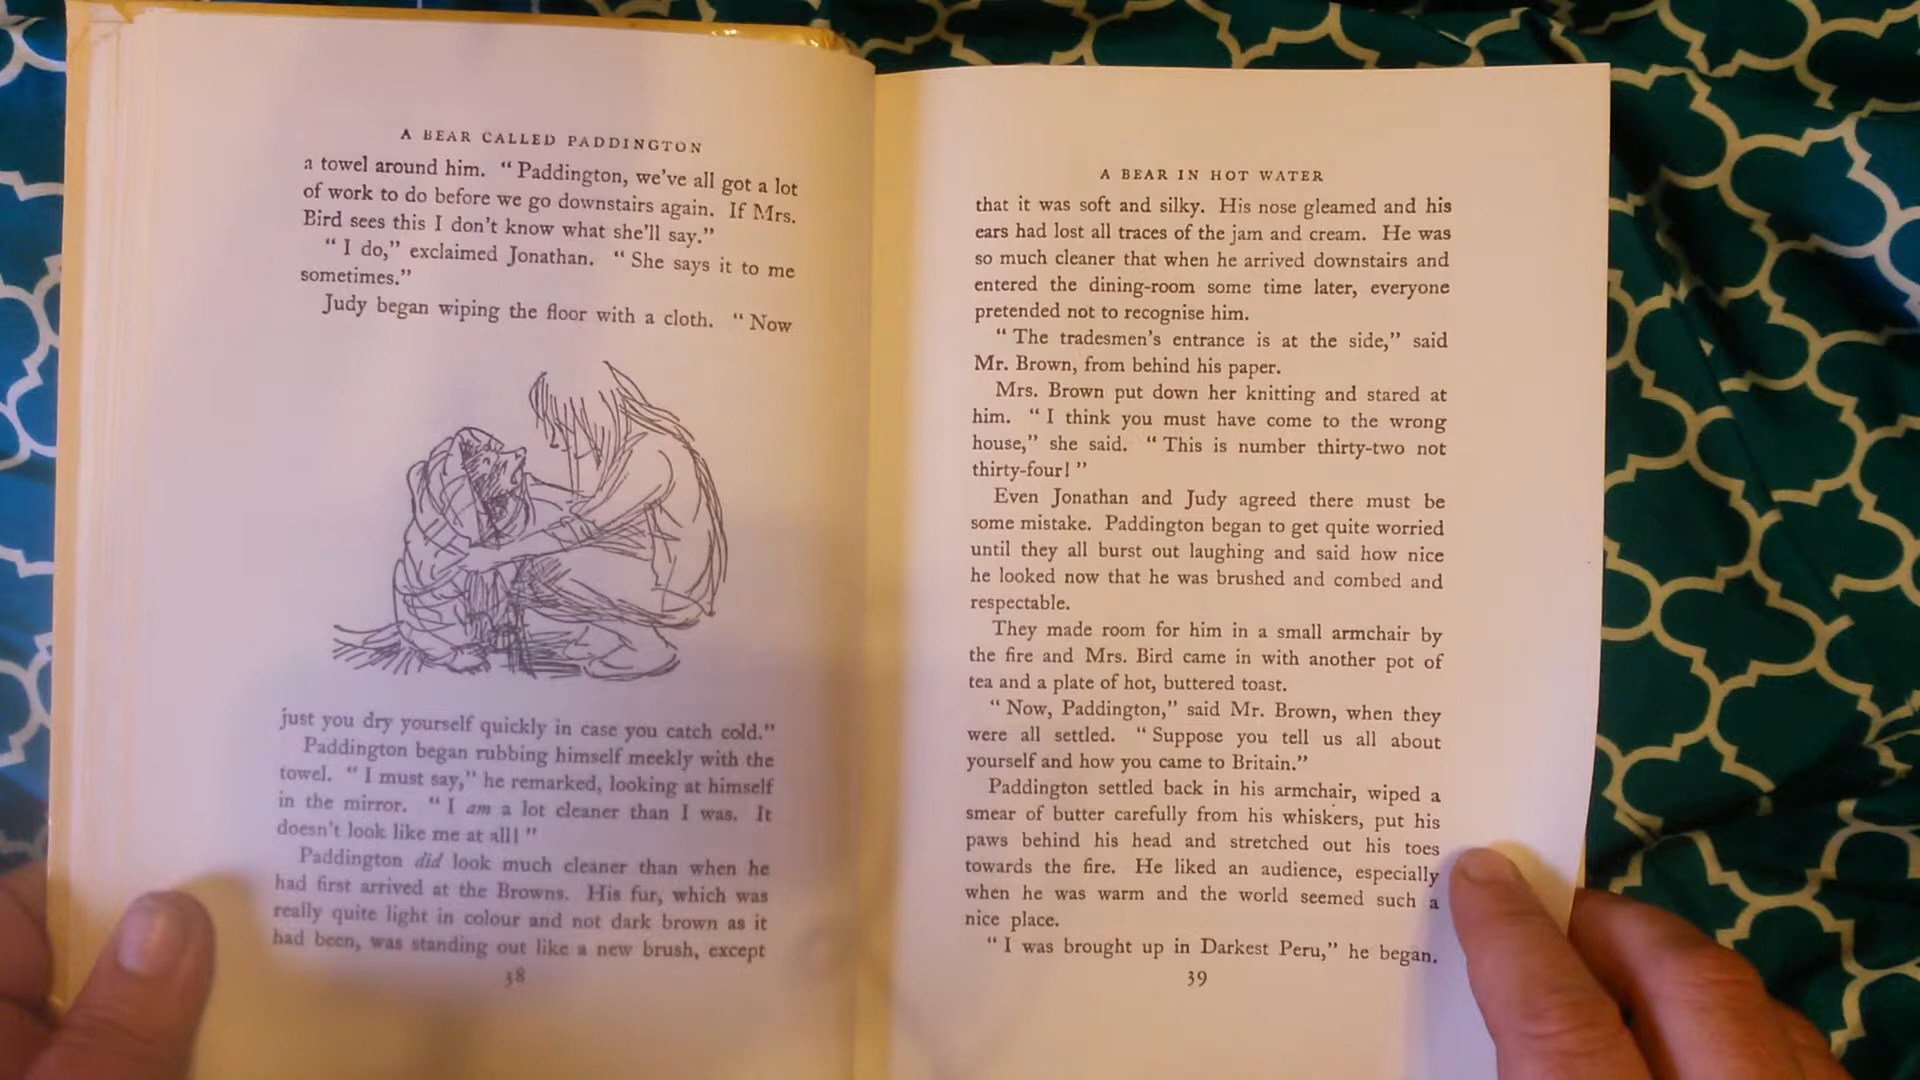 A BEAR CALLED PADDINGTON
a towel around him. “ Paddington, we’ve all got a lot
of work to do before we go downstairs again. If Mrs.
Bird sees this I don’t know what she’ll say.”
“ I do,” exclaimed Jonathan. “ She says it to me
sometimes.”
Judy began wiping the floor with a cloth. “ Now
just you dry yourself quickly in case you catch cold.”
Paddington began rubbing himself meekly with the
towel. “ I must say,” he remarked, looking at himself
in the mirror. “ I am a lot cleaner than I was. It
doesn’t look like me at all! ”
Paddington did look much cleaner than when he
had first arrived at the Browns. His fur, which was
really quite light in colour and not dark brown as it
had been, was standing out like a new brush, except
38
A BEAR IN HOT WATER
that it was soft and silky. His nose gleamed and his
ears had lost all traces of the jam and cream. He was
so much cleaner that when he arrived downstairs and
entered the dining-room some time later, everyone
pretended not to recognise him.
“ The tradesmen’s entrance is at the side,” said
Mr. Brown, from behind his paper.
Mrs. Brown put down her knitting and stared at
him. “ I think you must have come to the wrong
house,” she said. “ This is number thirty-two not
thirty-four! ”
Even Jonathan and Judy agreed there must be
some mistake. Paddington began to get quite worried
until they all burst out laughing and said how nice
he looked now that he was brushed and combed and
respectable.
They made room for him in a small armchair by
the fire and Mrs. Bird came in with another pot of
tea and a plate of hot, buttered toast.
“ Now, Paddington,” said Mr. Brown, when they
were all settled. “ Suppose you tell us all about
yourself and how you came to Britain.”
Paddington settled back in his armchair, wiped a
smear of butter carefully from his whiskers, put his
paws behind his head and stretched out his toes
towards the fire. He liked an audience, especially
when he was warm and the world seemed such a
nice place.
“ I was brought up in Darkest Peru,” he began.
39